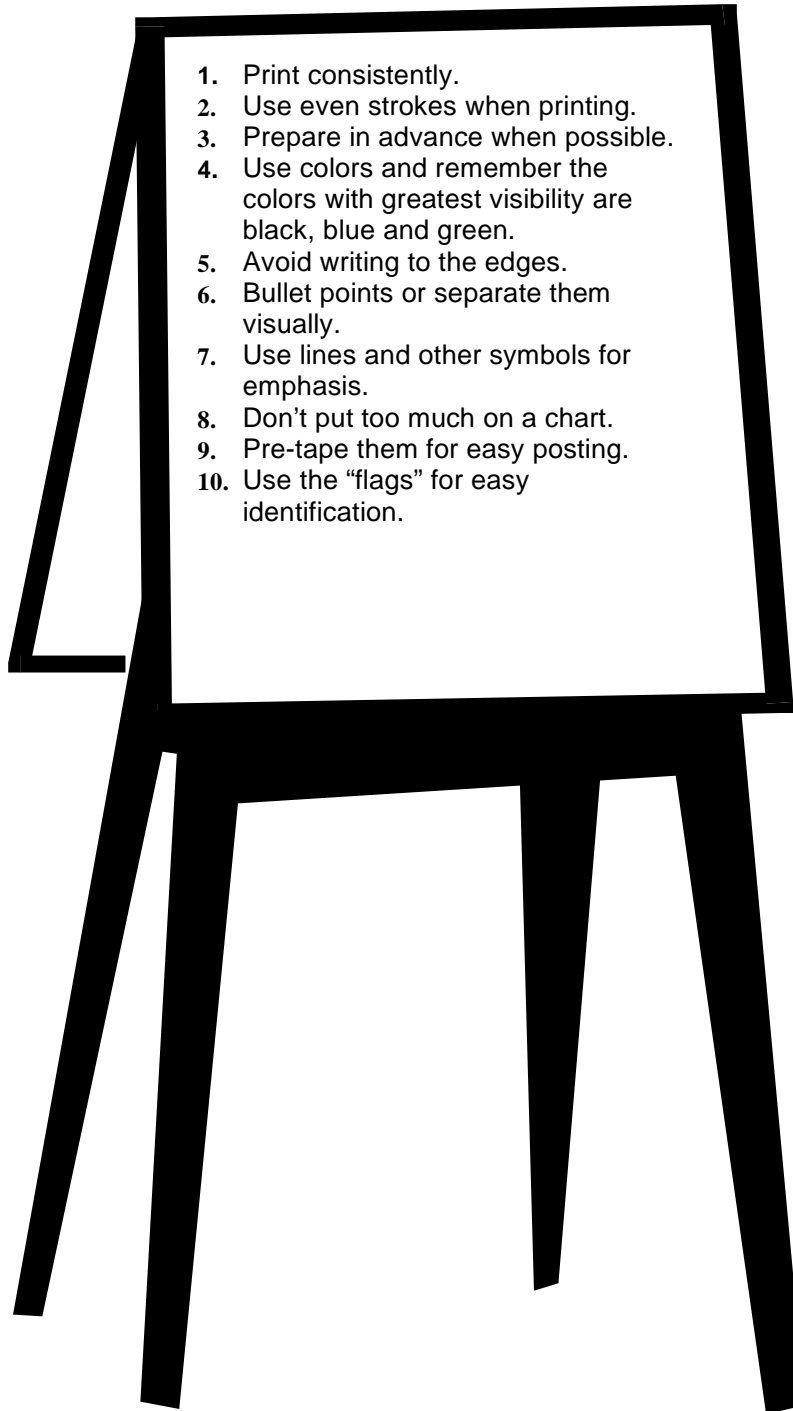 1. Print consistently.
2. Use even strokes when printing.
3. Prepare in advance when possible.
4. Use colors and remember the
colors with greatest visibility are
black, blue and green.
5. Avoid writing to the edges.
6. Bullet points or separate them
visually.
7. Use lines and other symbols for
emphasis.
8. Don’t put too much on a chart.
9. Pre-tape them for easy posting.
10. Use the “flags” for easy
identification.